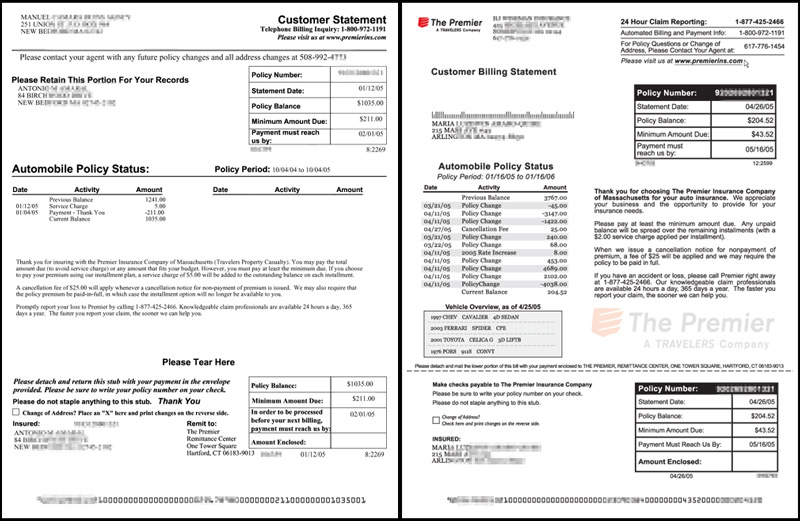 MANUEL
251 UNION
NEW BED
Customer Statement
Telephone Billing Inquiry: 1-800-972-1191
Please visit us at www.premierins.com
Please contact your agent with any future policy changes and all address changes at 508-992-
Please Retain This Portion For Your Records
ANTONIO
84 BIRCH
NEW BED
Policy Number:
Statement Date: 01/12/05
Policy Balance $1035.00
Minimum Amount Due: $211.00
Payment must reach us by: 02/01/05
8:2269
Automobile Policy Status:
Policy Period: 10/04/04 to 10/04/05
Date Activity Amount Date Activity Amount
Previous Balance 1241.00
01/12/05 Service Charge 5.00
01/04/05 Payment - Thank You -211.00
Current Balance 1035.00
Thank you for insuring with the Premier Insurance Company of Massachusetts (Travelers Property Casualty). You may pay the total
amount due (to avoid service charge) or any amount that fits your budget. However, you must pay at least the minimum due. If you choose
to pay your premium using our installment plan, a service charge of $5.00 will be added to the outstanding balance on each installment.
A cancellation fee of $25.00 will apply whenever a cancellation notice for non-payment of premium is issued. We may also require that
the policy premium be paid-in-full, in which case the installment option will no longer be available to you.
Promptly report your loss to Premier by calling 1-877-425-2466. Knowledgeable claim professionals are available 24 hours a day, 365
days a year. The faster you report your claim, the sooner we can help you.
Please Tear Here
Please detach and return this stub with your payment in the envelope
provided. Please be sure to write your policy number on your check.
Please do not staple anything to this stub. Thank You
Change of Address? Place an "X" here and print changes on the reverse side.
Insured:
ANTONIO
84 BIR
NEW BED
Remit to:
The Premier
Remittance Center
One Tower Square
Hartford, CT 06183-9013
Policy Balance: $1035.00
Minimum Amount Due: $211.00
In order to be processed before your next billing, payment must reach us by: 02/01/05
Amount Enclosed:
01/12/05 8:2269
The Premier
A TRAVELERS Company
24 Hour Claim Reporting: 1-877-425-2466
Automated Billing and Payment Info: 1-800-972-1191
For Policy Questions or Change of
Address, Please Contact Your Agent at: 617-776-1454
Please visit us at www.premierins.com
Customer Billing Statement
MARIA
215 MA
ARLINGTON
Policy Number:
Statement Date: 04/26/05
Policy Balance: $204.52
Minimum Amount Due: $43.52
Payment must reach us by: 05/16/05
12:2599
Automobile Policy Status
Policy Period: 01/16/05 to 01/16/06
Date Activity Amount
Previous Balance 3767.00
03/21/05 Policy Change -45.00
04/11/05 Policy Change -3147.00
04/11/05 Policy Change -1422.00
04/27/05 Cancellation Fee 25.00
03/21/05 Policy Change 240.00
03/22/05 Policy Change 68.00
04/11/05 2005 Rate Increase 8.00
04/11/05 Policy Change 453.00
04/11/05 Policy Change 4689.00
04/11/05 Policy Change 2102.00
04/11/05 PolicyChange -4038.00
Current Balance 204.52
Vehicle Overview, as of 4/25/05
1997 CHEV CAVALIER 4D SEDAN
2003 FERRARI SPIDER CPE
2001 TOYOTA CELICA G 3D LIFTB
1976 PORS 911S CONVT
Thank you for choosing The Premier Insurance Company
of Massachusetts for your auto insurance. We appreciate
your business and the opportunity to provide for your
insurance needs.
Please pay at least the minimum amount due. Any unpaid
balance will be spread over the remaining installments (with a
$2.00 service charge applied per installment).
When we issue a cancellation notice for nonpayment of
premium, a fee of $25 will be applied and we may require the
policy to be paid in full.
If you have an accident or loss, please call Premier right away
at 1-877-425-2466. Our knowledgeable claim professionals
are available 24 hours a day, 365 days a year. The faster you
report your claim, the sooner we can help you.
The Premier
A TRAVELERS Company
Please detach and mail the lower portion of this bill with your payment enclosed to THE PREMIER, REMITTANCE CENTER, ONE TOWER SQUARE, HARTFORD, CT 06183-9013
Make checks payable to The Premier Insurance Company
Please be sure to write your policy number on your check.
Please do not staple anything to this stub.
Change of Address?
Check here and print changes on the reverse side.
INSURED:
MARIA
215 MA
ARLINGTON
Policy Number:
Statement Date: 04/26/05
Policy Balance: $204.52
Minimum Amount Due: $43.52
Payment Must Reach Us By: 05/16/05
Amount Enclosed:
04/26/05